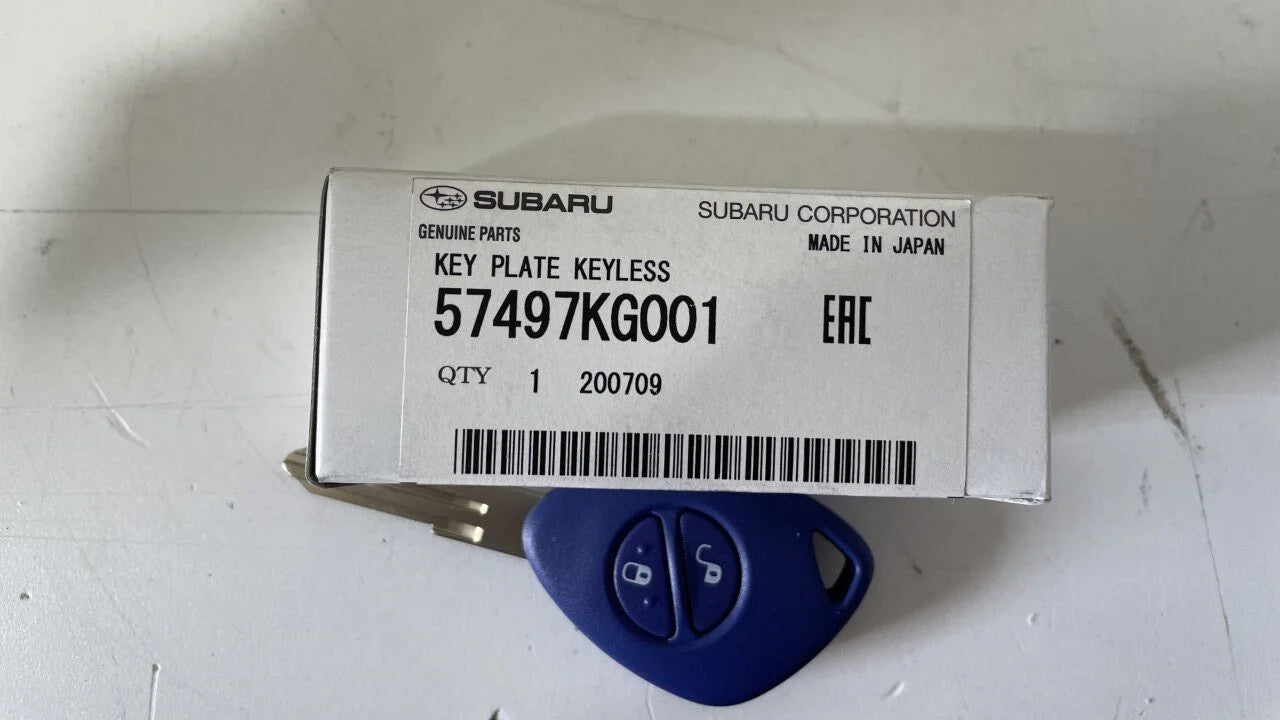 SUBARU
SUBARU CORPORATION
GENUINE PARTS
MADE IN JAPAN
KEY PLATE KEYLESS
57497KG001
EAC
QTY 1 200709